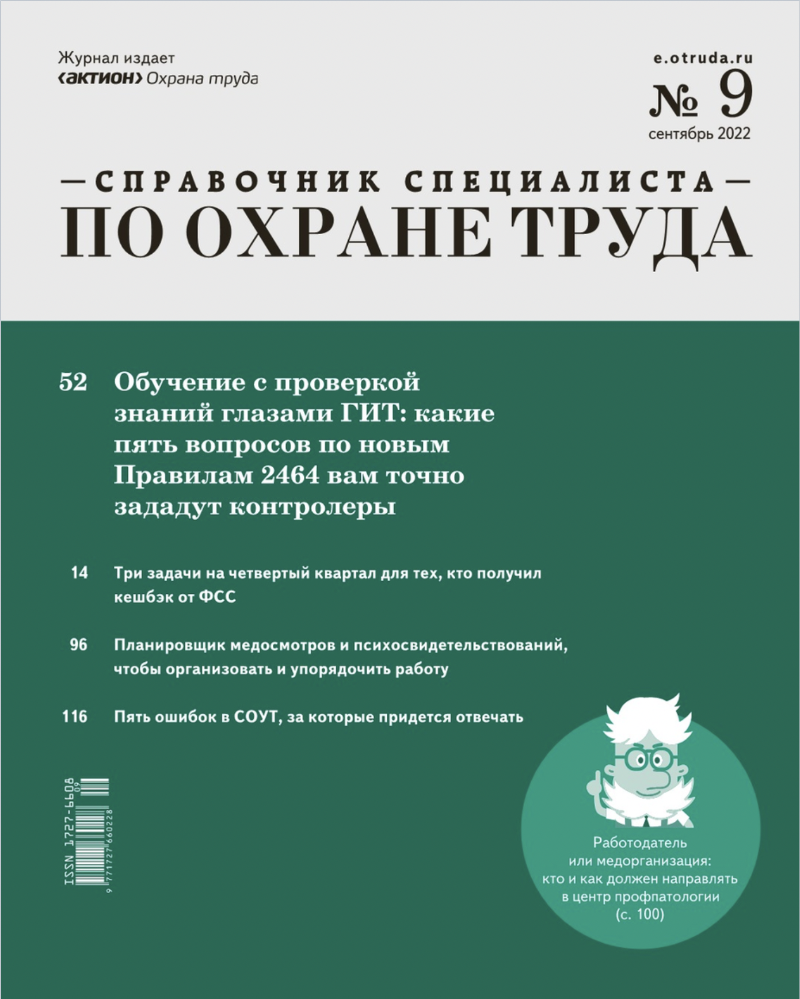 Журнал издает
‹актион› Охрана труда
e.otruda.ru
№ 9
сентябрь 2022
—СПРАВОЧНИК СПЕЦИАЛИСТА—
ПО ОХРАНЕ ТРУДА
52 Обучение с проверкой
знаний глазами ГИТ: какие
пять вопросов по новым
Правилам 2464 вам точно
зададут контролеры
14 Три задачи на четвертый квартал для тех, кто получил
кешбэк от ФСС
96 Планировщик медосмотров и психосвидетельствований,
чтобы организовать и упорядочить работу
116 Пять ошибок в СОУТ, за которые придется отвечать
ISSN 1727-6608
09
9 771727 660228
Работодатель
или медорганизация:
кто и как должен направлять
в центр профпатологии
(с. 100)